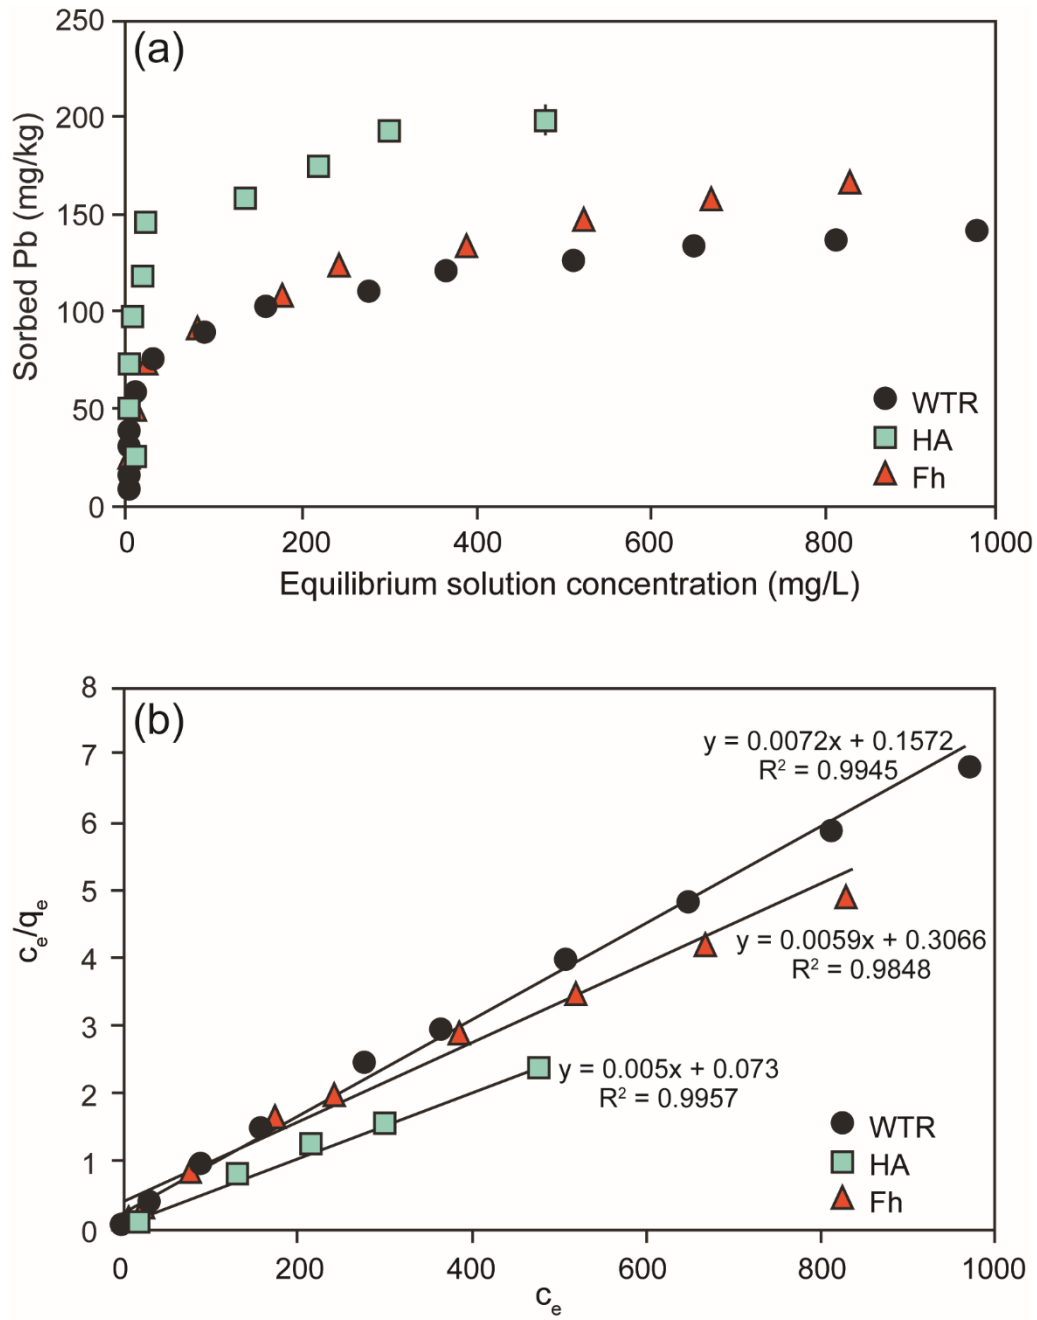 (a)
250
200
150
100
50
0
Sorbed Pb (mg/kg)
WTR
HA
Fh
0 200 400 600 800 1000
Equilibrium solution concentration (mg/L)
(b)
8
7
6
5
4
3
2
1
0
cₑ/qₑ
y = 0.0072x + 0.1572
R² = 0.9945
y = 0.0059x + 0.3066
R² = 0.9848
y = 0.005x + 0.073
R² = 0.9957
WTR
HA
Fh
0 200 400 600 800 1000
cₑ